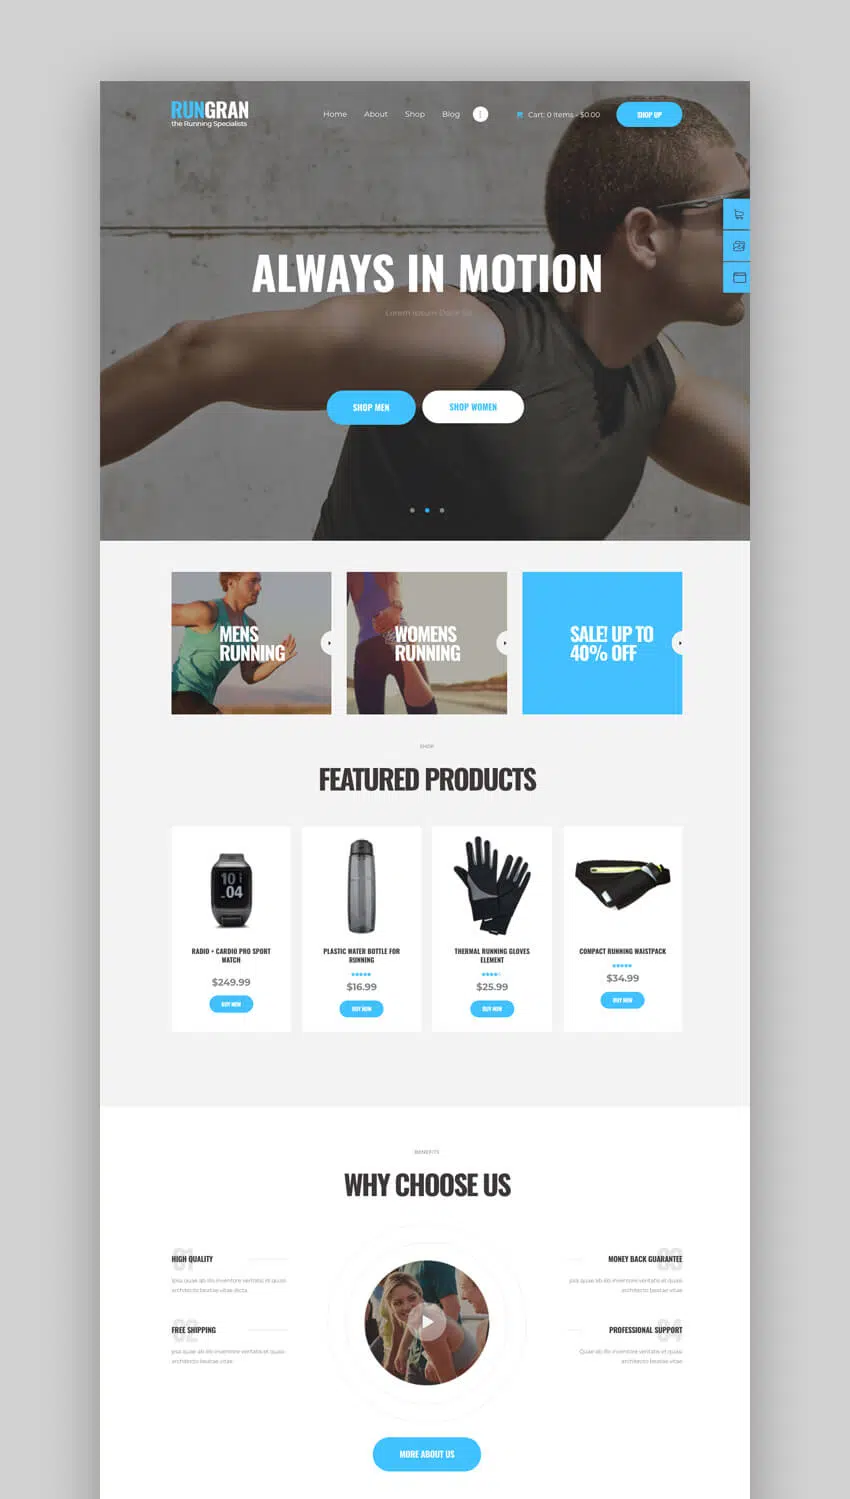 RUNGRAN
the Running Specialists
Home About Shop Blog
Cart: 0 items - $0.00
SHOP UP
ALWAYS IN MOTION
Lorem Ipsum Dolor Sit
SHOP MEN
SHOP WOMEN
MENS
RUNNING
WOMENS
RUNNING
SALE! UP TO
40% OFF
SHOP
FEATURED PRODUCTS
10
04
RADIO + CARDIO PRO SPORT
WATCH
$249.99
BUY NOW
PLASTIC WATER BOTTLE FOR
RUNNING
$16.99
BUY NOW
THERMAL RUNNING GLOVES
ELEMENT
$25.99
BUY NOW
COMPACT RUNNING WAISTPACK
$34.99
BUY NOW
BENEFITS
WHY CHOOSE US
01
HIGH QUALITY
Ipsa quae ab illo inventore veritatis et quasi
architecto beatae vitae dicta.
02
FREE SHIPPING
psa quae ab illo inventore veritatis et quasi
architecto beatae vitae
03
MONEY BACK GUARANTEE
psa quae ab illo inventore veritatis et quasi
architecto beatae vitae
04
PROFESSIONAL SUPPORT
Quae ab illo inventore veritatis et quasi
architecto beatae vitae
MORE ABOUT US